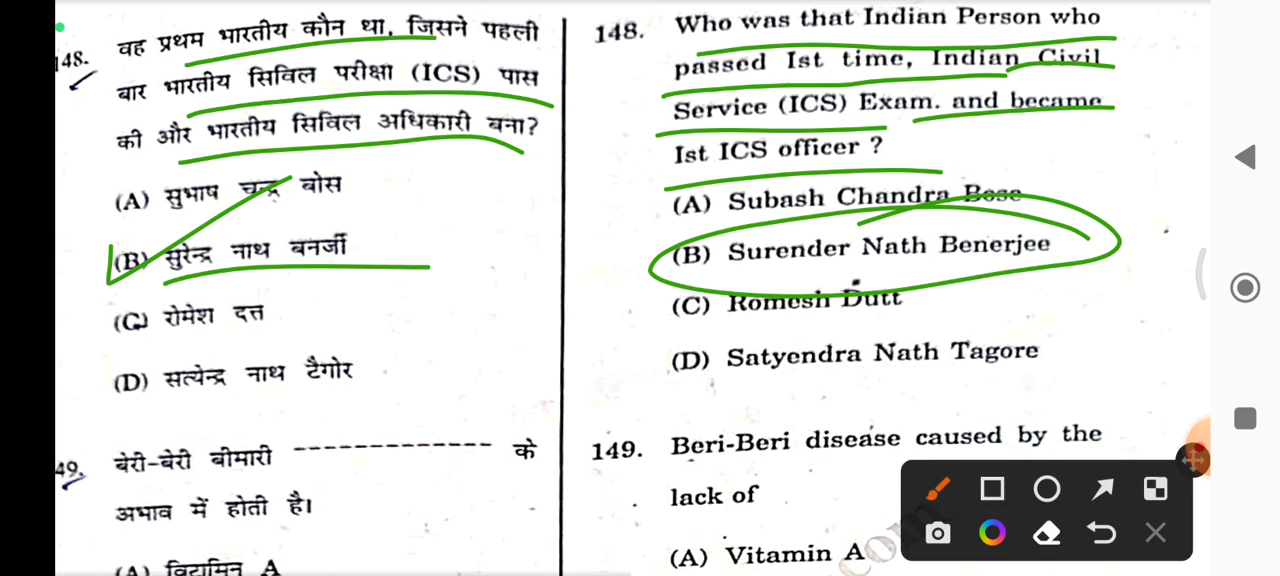 148.
वह प्रथम भारतीय कौन था, जिसने पहली
बार भारतीय सिविल परीक्षा (ICS) पास
की और भारतीय सिविल अधिकारी बना?
(A) सुभाष चन्द्र बोस
(B) सुरेन्द्र नाथ बनर्जी
(C) रोमेश दत्त
(D) सत्येन्द्र नाथ टैगोर
49. बेरी-बेरी बीमारी ------------- के
अभाव में होती है।
(A) विटामिन A
148. Who was that Indian Person who
passed Ist time, Indian Civil
Service (ICS) Exam. and became
Ist ICS officer ?
(A) Subash Chandra Bose
(B) Surender Nath Benerjee
(C) Romesh Dutt
(D) Satyendra Nath Tagore
149. Beri-Beri disease caused by the
lack of
(A) Vitamin A
com